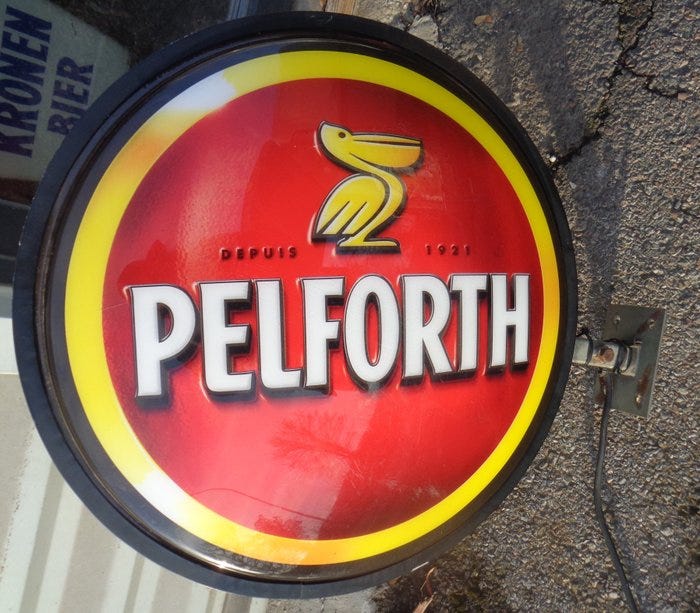 KRONEN
BIER
DEPUIS 1921
PELFORTH